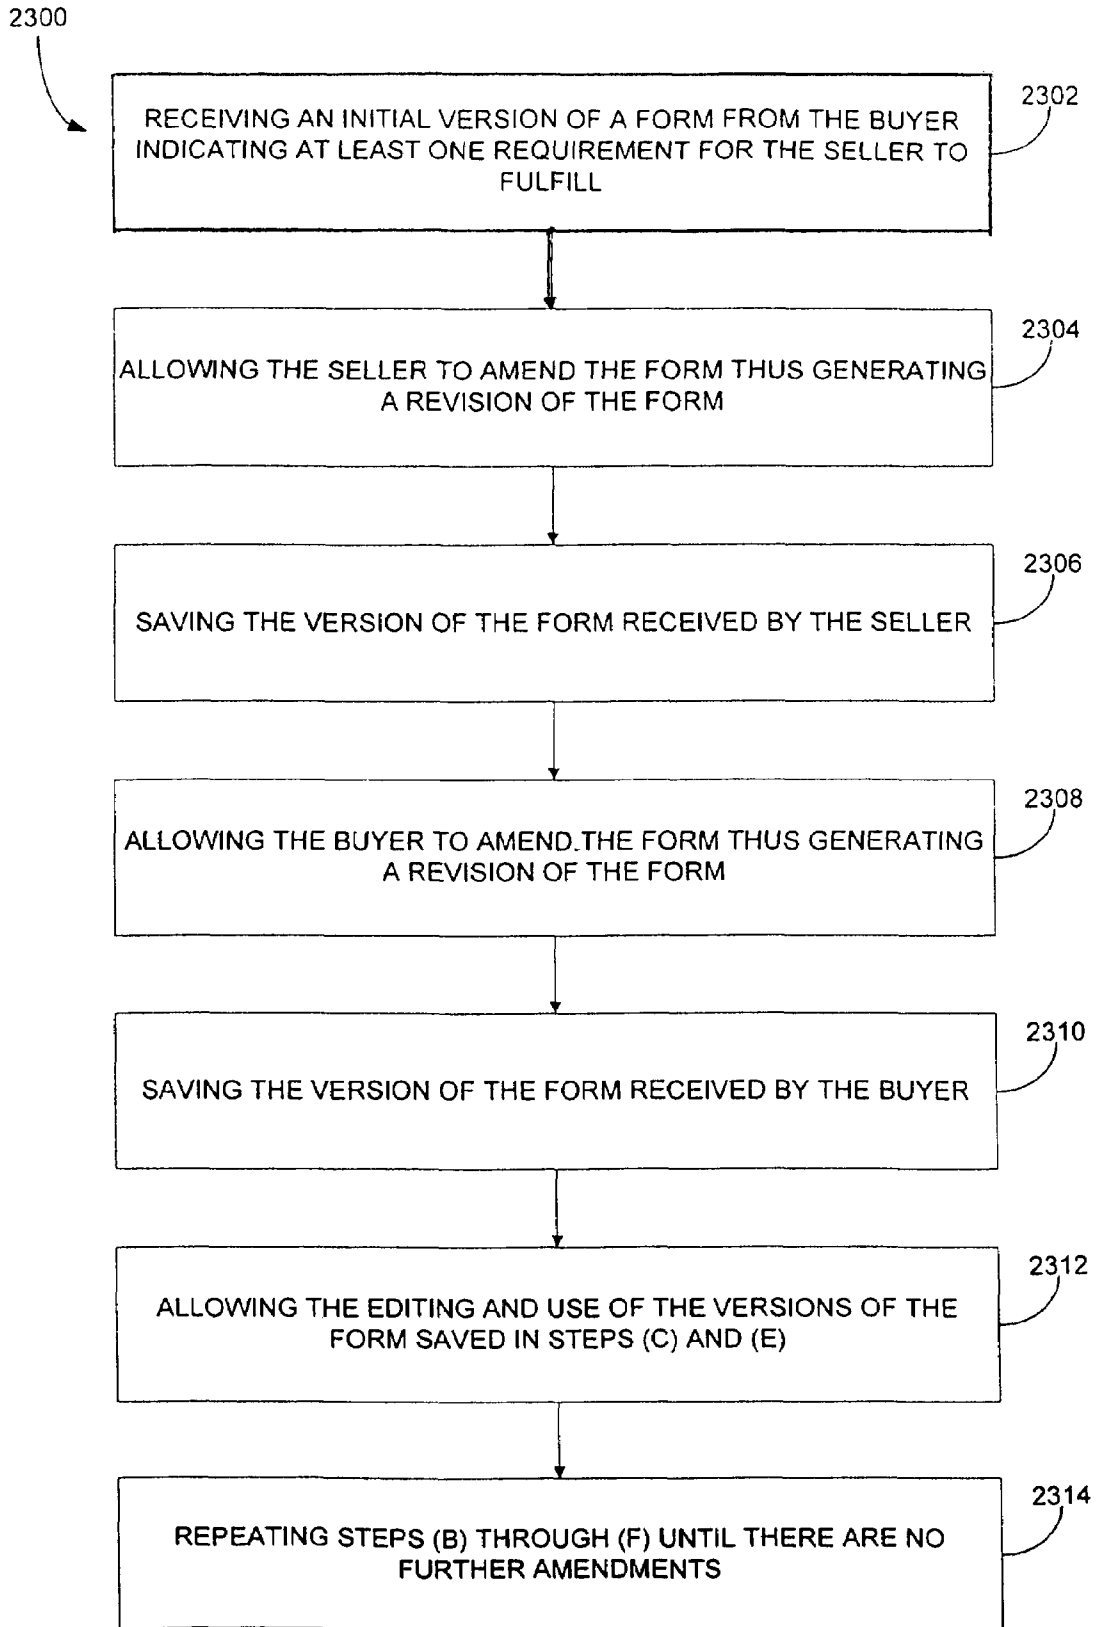 2300
2302
RECEIVING AN INITIAL VERSION OF A FORM FROM THE BUYER
INDICATING AT LEAST ONE REQUIREMENT FOR THE SELLER TO
FULFILL
2304
ALLOWING THE SELLER TO AMEND THE FORM THUS GENERATING
A REVISION OF THE FORM
2306
SAVING THE VERSION OF THE FORM RECEIVED BY THE SELLER
2308
ALLOWING THE BUYER TO AMEND THE FORM THUS GENERATING
A REVISION OF THE FORM
2310
SAVING THE VERSION OF THE FORM RECEIVED BY THE BUYER
2312
ALLOWING THE EDITING AND USE OF THE VERSIONS OF THE
FORM SAVED IN STEPS (C) AND (E)
2314
REPEATING STEPS (B) THROUGH (F) UNTIL THERE ARE NO
FURTHER AMENDMENTS